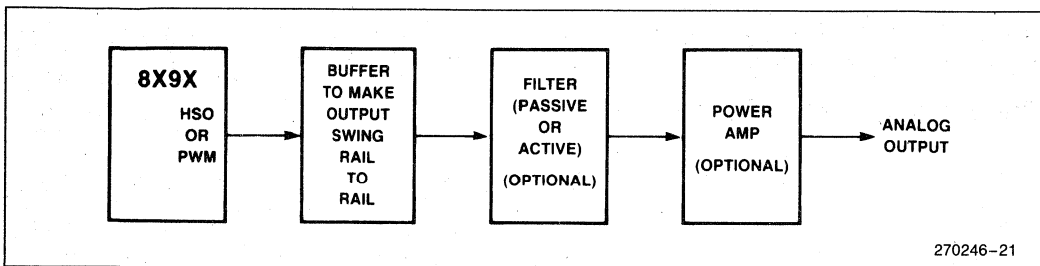 8X9X
HSO
OR
PWM
BUFFER
TO MAKE
OUTPUT
SWING
RAIL
TO
RAIL
FILTER
(PASSIVE
OR
ACTIVE)
(OPTIONAL)
POWER
AMP
(OPTIONAL)
ANALOG
OUTPUT
270246–21